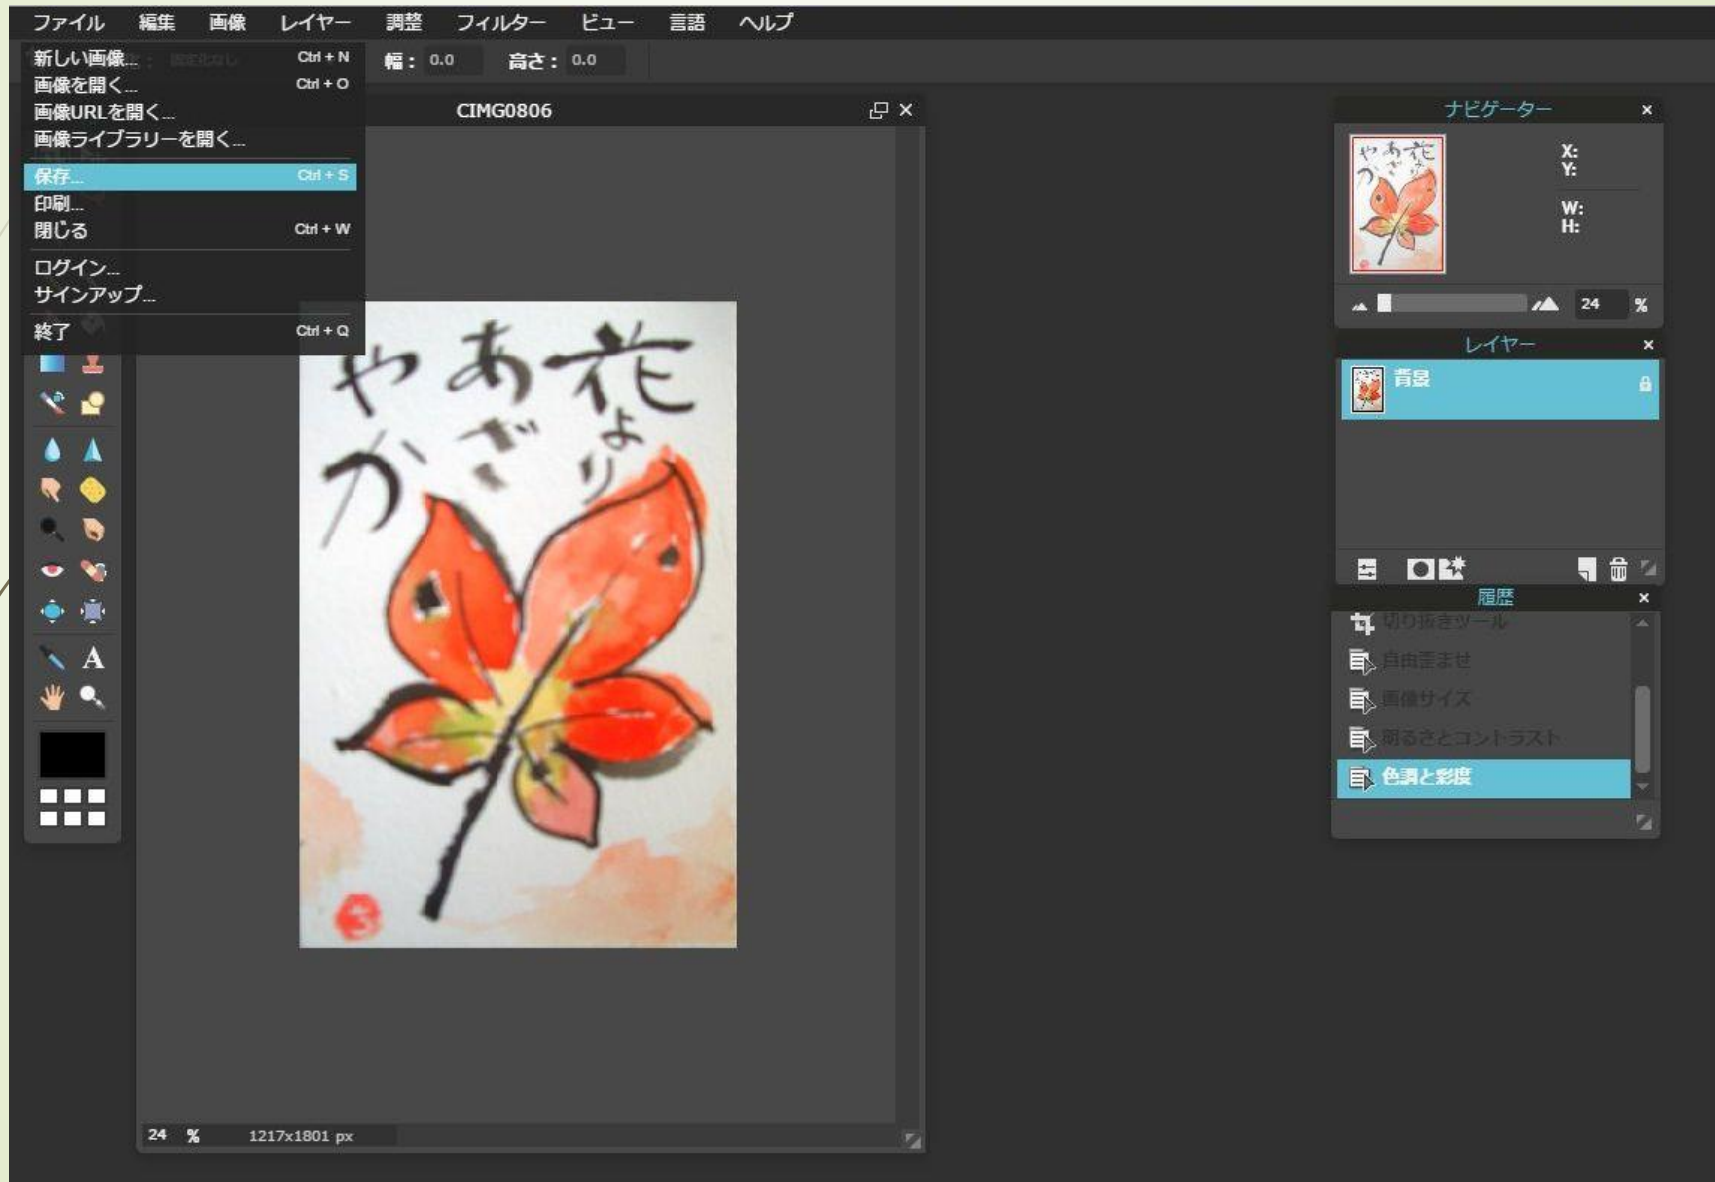 ファイル 編集 画像 レイヤー 調整 フィルター ビュー 言語 ヘルプ
幅： 0.0 高さ： 0.0
新しい画像... Ctrl + N
画像を開く... Ctrl + O
画像URLを開く...
画像ライブラリーを開く...
保存... Ctrl + S
印刷...
閉じる Ctrl + W
ログイン...
サインアップ...
終了 Ctrl + Q
CIMG0806
花より
あざ
やか
24 % 1217x1801 px
ナビゲーター
花より
あざ
やか
X:
Y:
W:
H:
24 %
レイヤー
背景
履歴
切り抜きツール
自由歪ませ
画像サイズ
明るさとコントラスト
色調と彩度